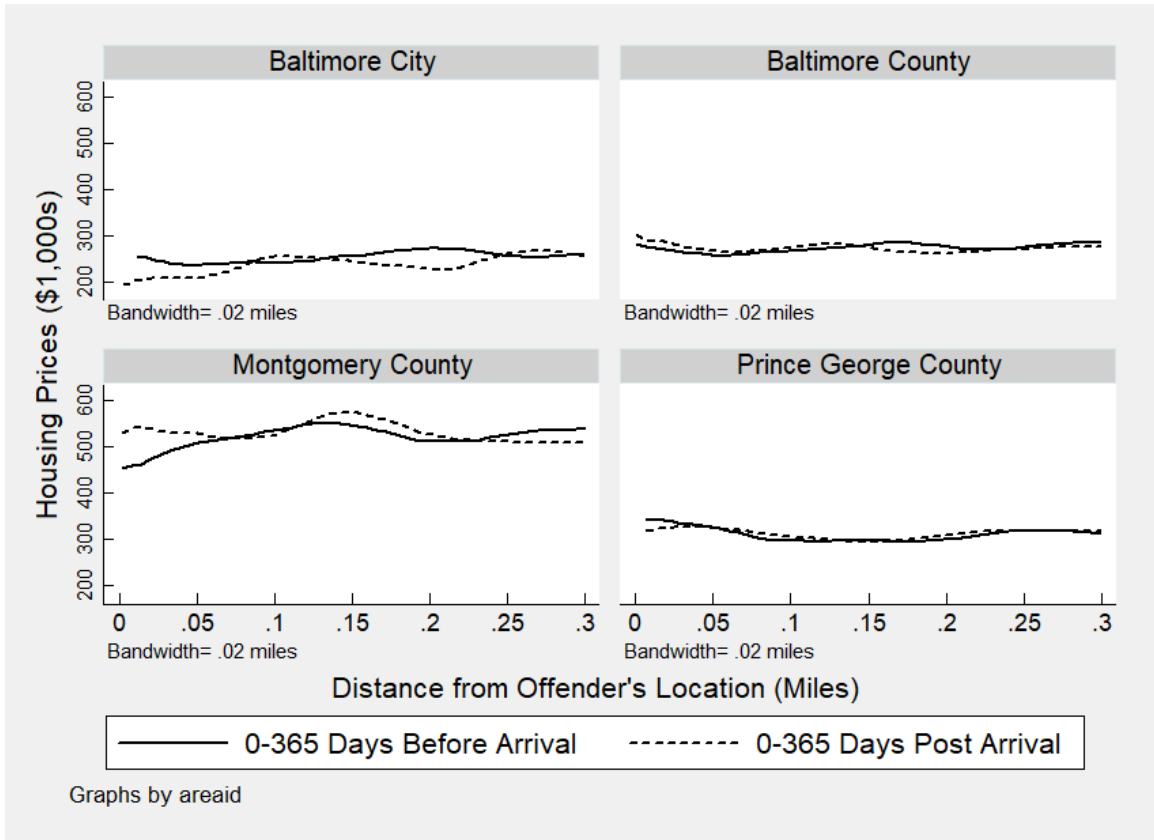 Baltimore City
Baltimore County
Housing Prices ($1,000s)
600
500
400
300
200
Bandwidth= .02 miles
Bandwidth= .02 miles
Montgomery County
Prince George County
600
500
400
300
200
0 .05 .1 .15 .2 .25 .3
0 .05 .1 .15 .2 .25 .3
Bandwidth= .02 miles
Bandwidth= .02 miles
Distance from Offender's Location (Miles)
0-365 Days Before Arrival
0-365 Days Post Arrival
Graphs by areaid